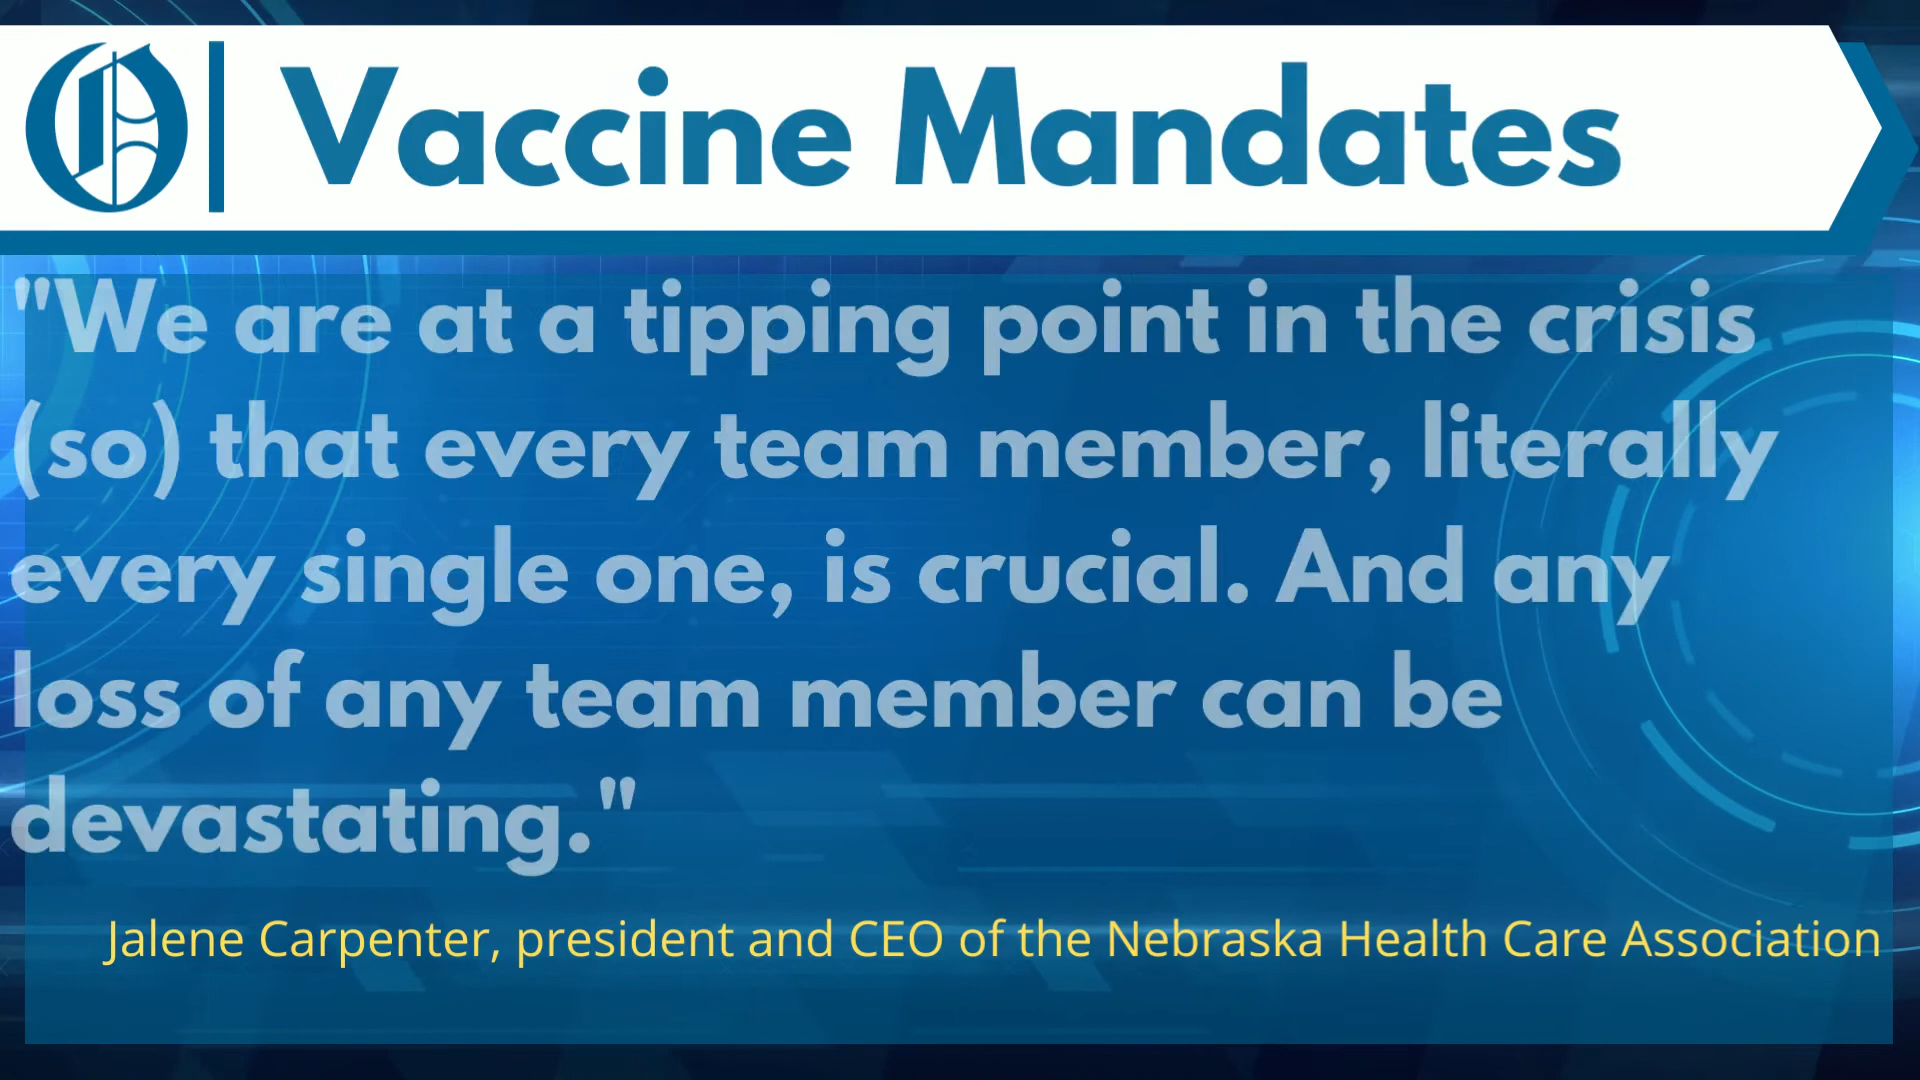 O
Vaccine Mandates
"We are at a tipping point in the crisis
(so) that every team member, literally
every single one, is crucial. And any
loss of any team member can be
devastating."
Jalene Carpenter, president and CEO of the Nebraska Health Care Association